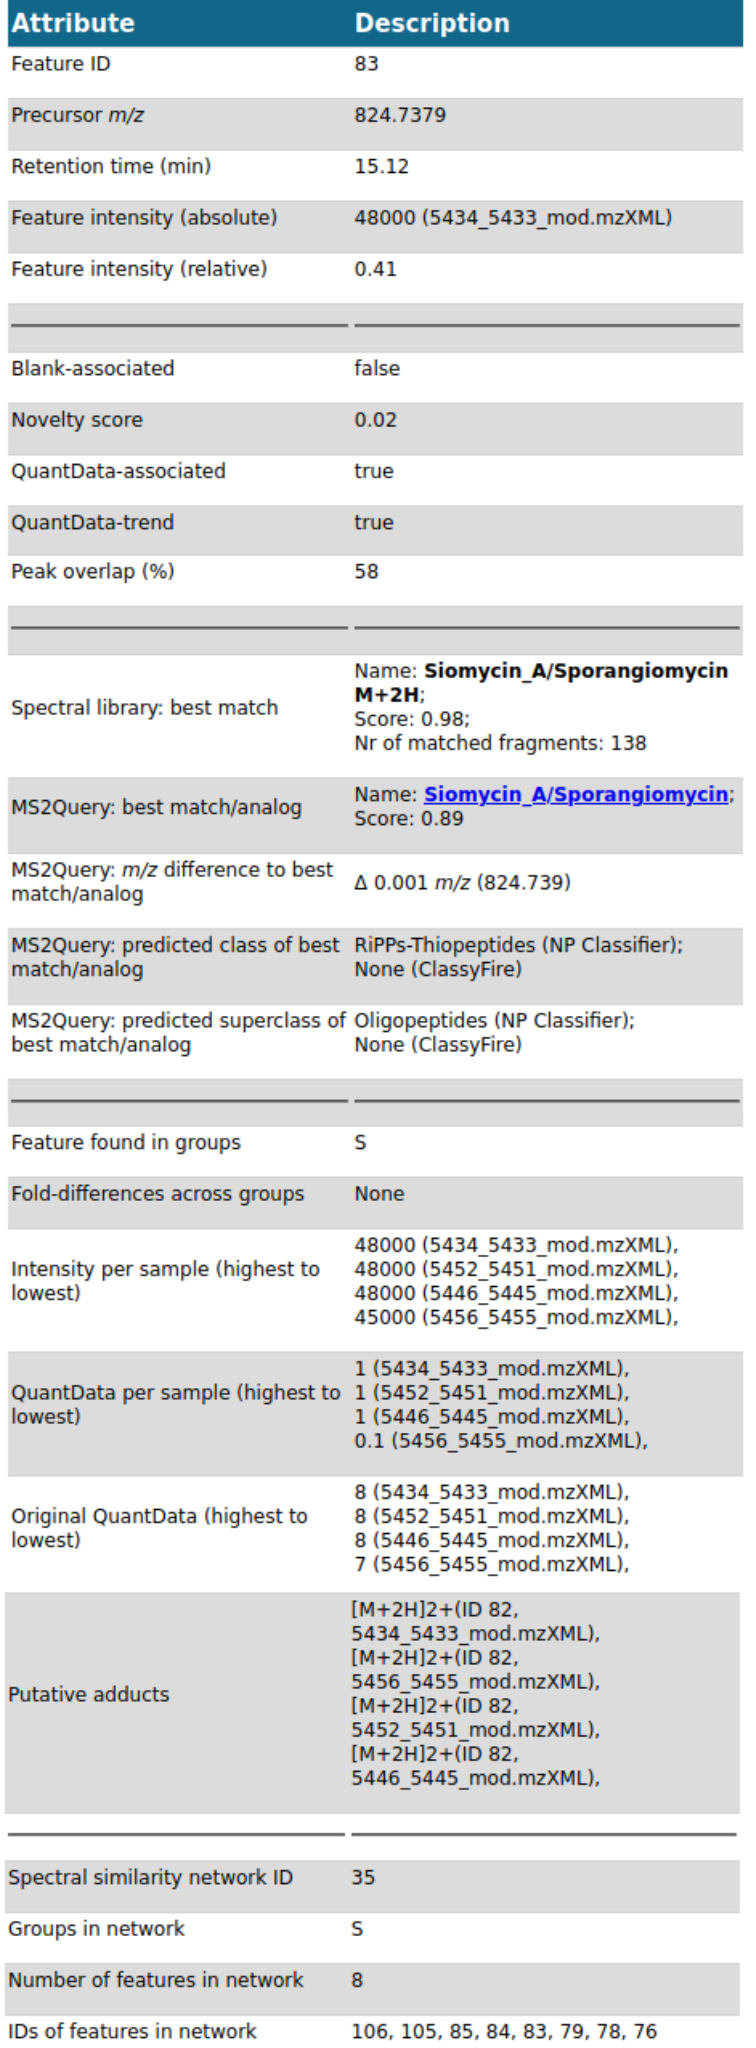 Attribute Description
Feature ID 83
Precursor m/z 824.7379
Retention time (min) 15.12
Feature intensity (absolute) 48000 (5434_5433_mod.mzXML)
Feature intensity (relative) 0.41
Blank-associated false
Novelty score 0.02
QuantData-associated true
QuantData-trend true
Peak overlap (%) 58
Spectral library: best match
Name: Siomycin_A/Sporangiomycin
M+2H;
Score: 0.98;
Nr of matched fragments: 138
MS2Query: best match/analog
Name: Siomycin_A/Sporangiomycin;
Score: 0.89
MS2Query: m/z difference to best
match/analog
Δ 0.001 m/z (824.739)
MS2Query: predicted class of best
match/analog
RiPPs-Thiopeptides (NP Classifier);
None (ClassyFire)
MS2Query: predicted superclass of
best match/analog
Oligopeptides (NP Classifier);
None (ClassyFire)
Feature found in groups S
Fold-differences across groups None
Intensity per sample (highest to
lowest)
48000 (5434_5433_mod.mzXML),
48000 (5452_5451_mod.mzXML),
48000 (5446_5445_mod.mzXML),
45000 (5456_5455_mod.mzXML),
QuantData per sample (highest to
lowest)
1 (5434_5433_mod.mzXML),
1 (5452_5451_mod.mzXML),
1 (5446_5445_mod.mzXML),
0.1 (5456_5455_mod.mzXML),
Original QuantData (highest to
lowest)
8 (5434_5433_mod.mzXML),
8 (5452_5451_mod.mzXML),
8 (5446_5445_mod.mzXML),
7 (5456_5455_mod.mzXML),
Putative adducts
[M+2H]2+(ID 82,
5434_5433_mod.mzXML),
[M+2H]2+(ID 82,
5456_5455_mod.mzXML),
[M+2H]2+(ID 82,
5452_5451_mod.mzXML),
[M+2H]2+(ID 82,
5446_5445_mod.mzXML),
Spectral similarity network ID 35
Groups in network S
Number of features in network 8
IDs of features in network 106, 105, 85, 84, 83, 79, 78, 76